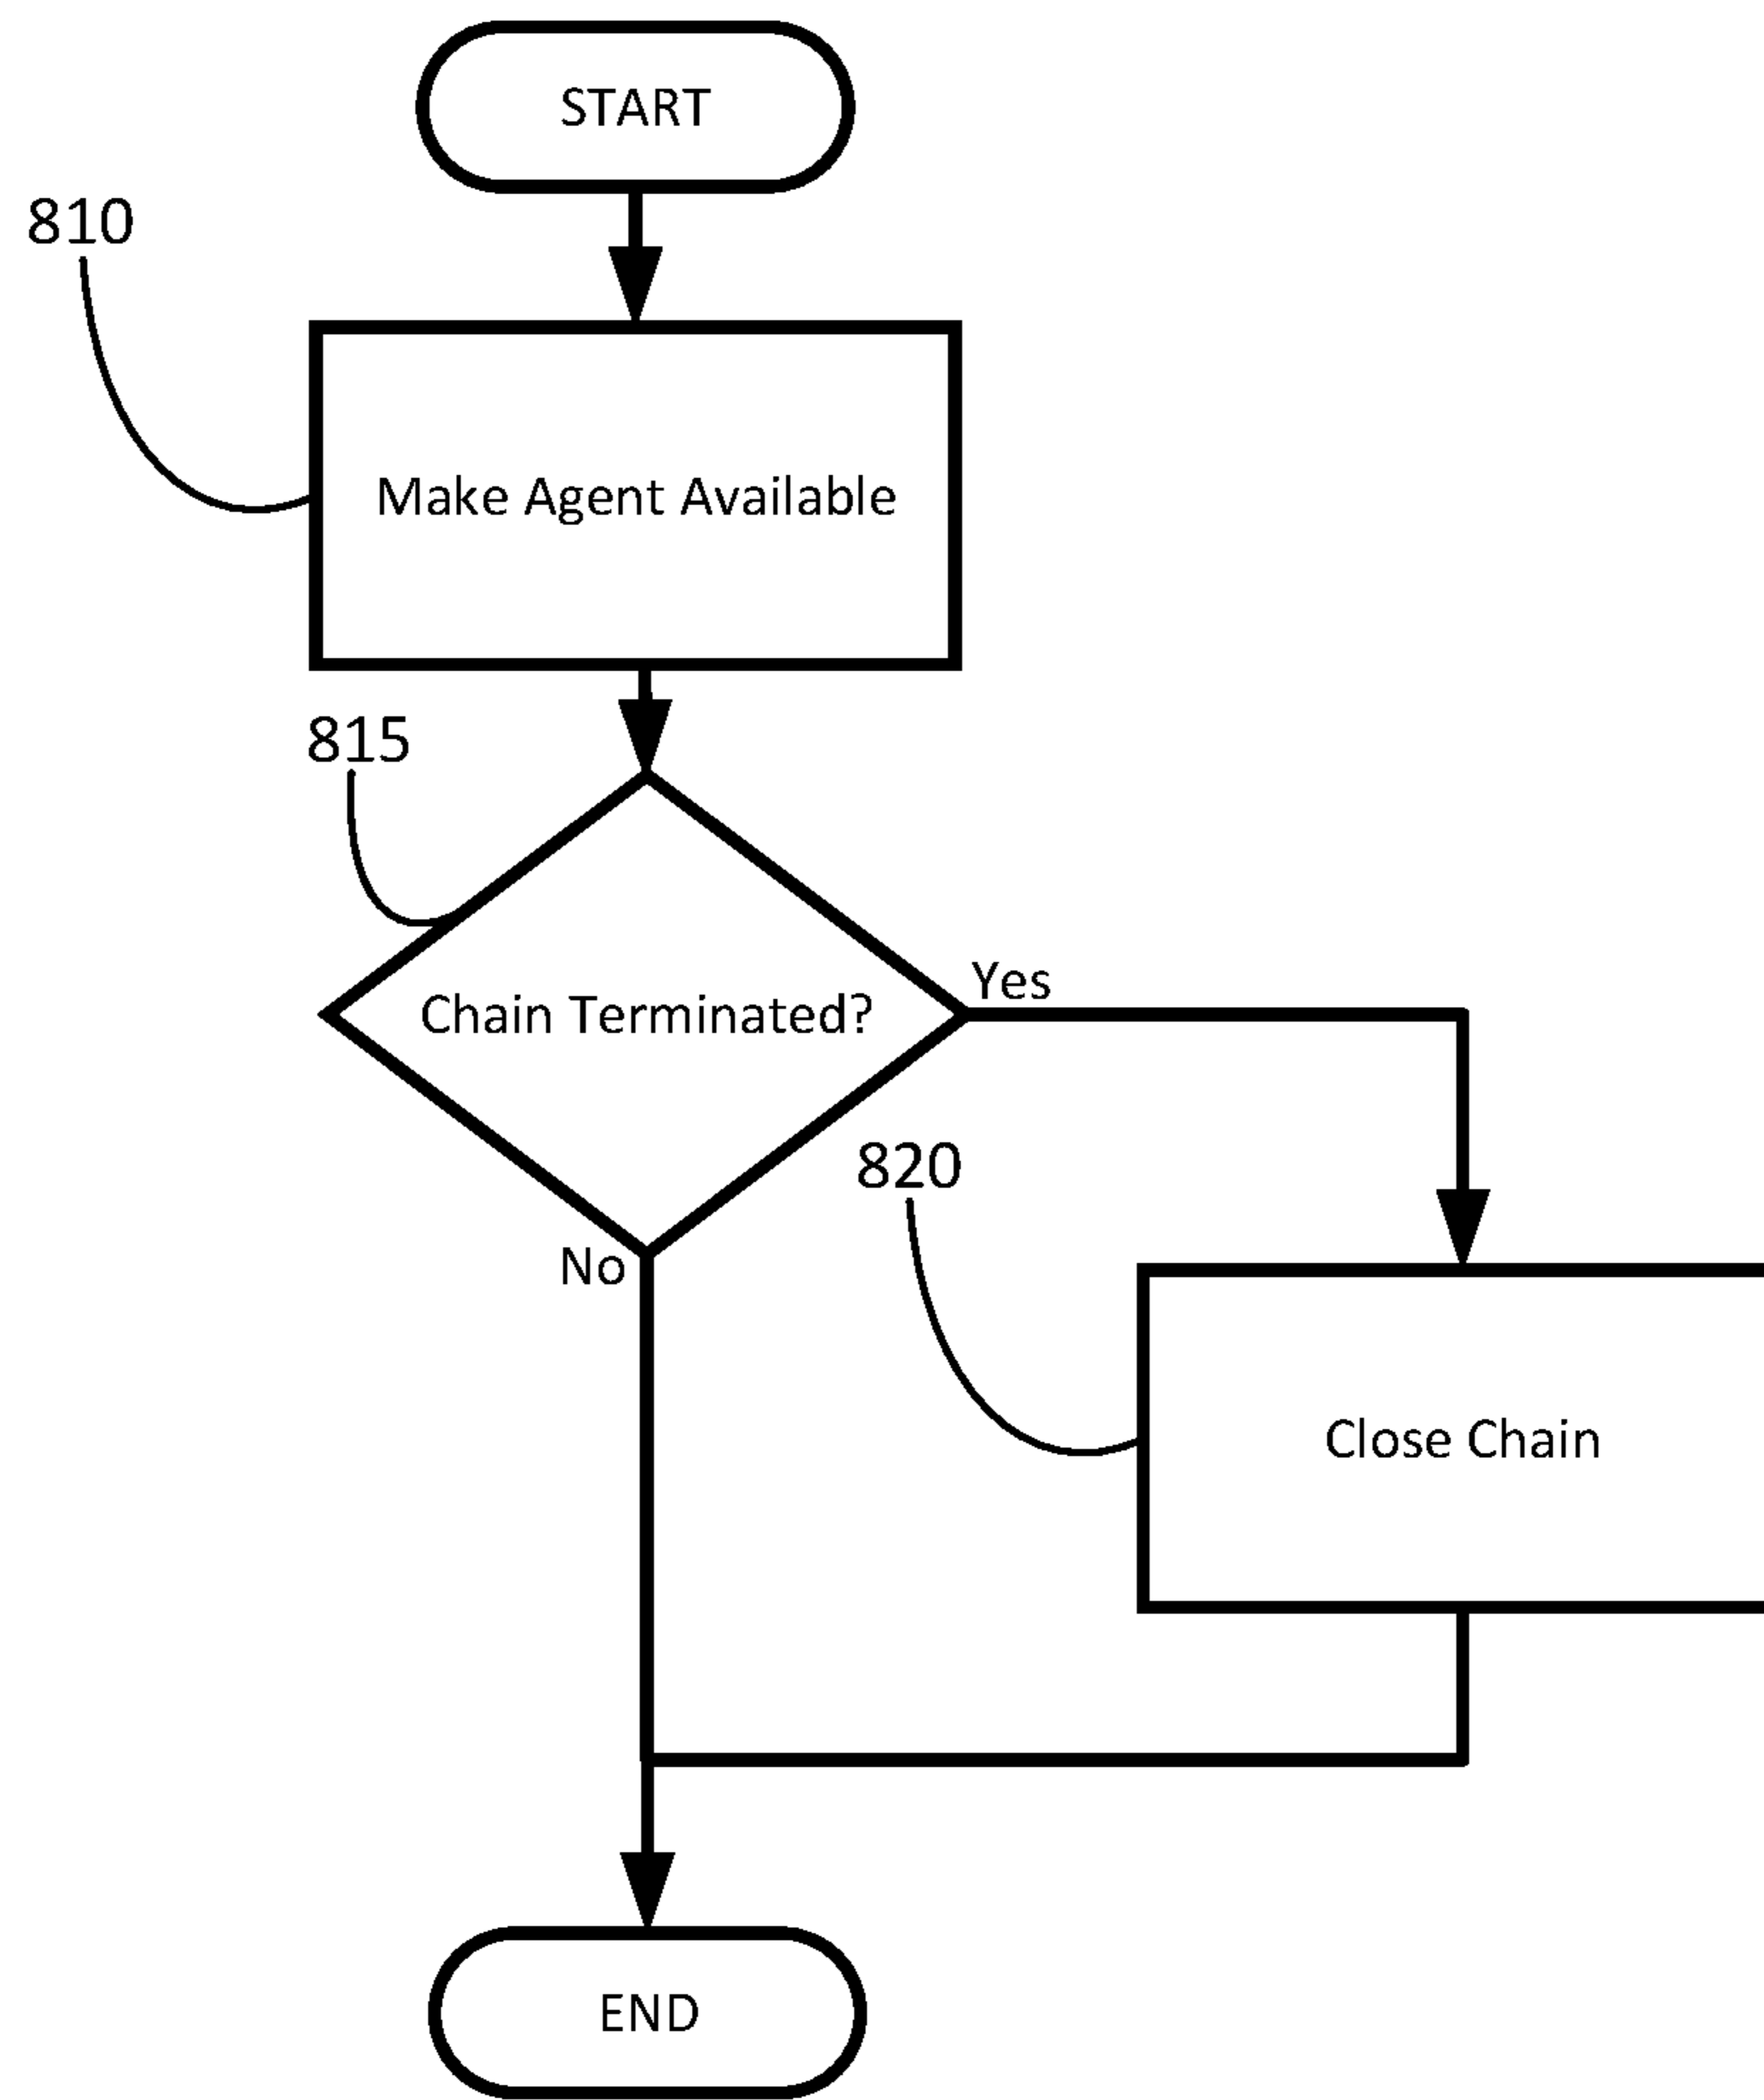 START
810
Make Agent Available
815
Chain Terminated?
Yes
820
No
Close Chain
END